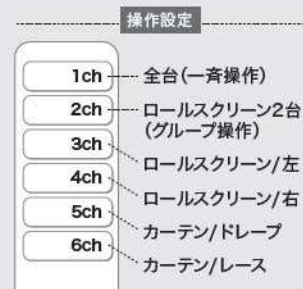 操作設定
1ch 全台(一斉操作)
2ch ロールスクリーン2台
(グループ操作)
3ch ロールスクリーン/左
4ch ロールスクリーン/右
5ch カーテン/ドレープ
6ch カーテン/レース